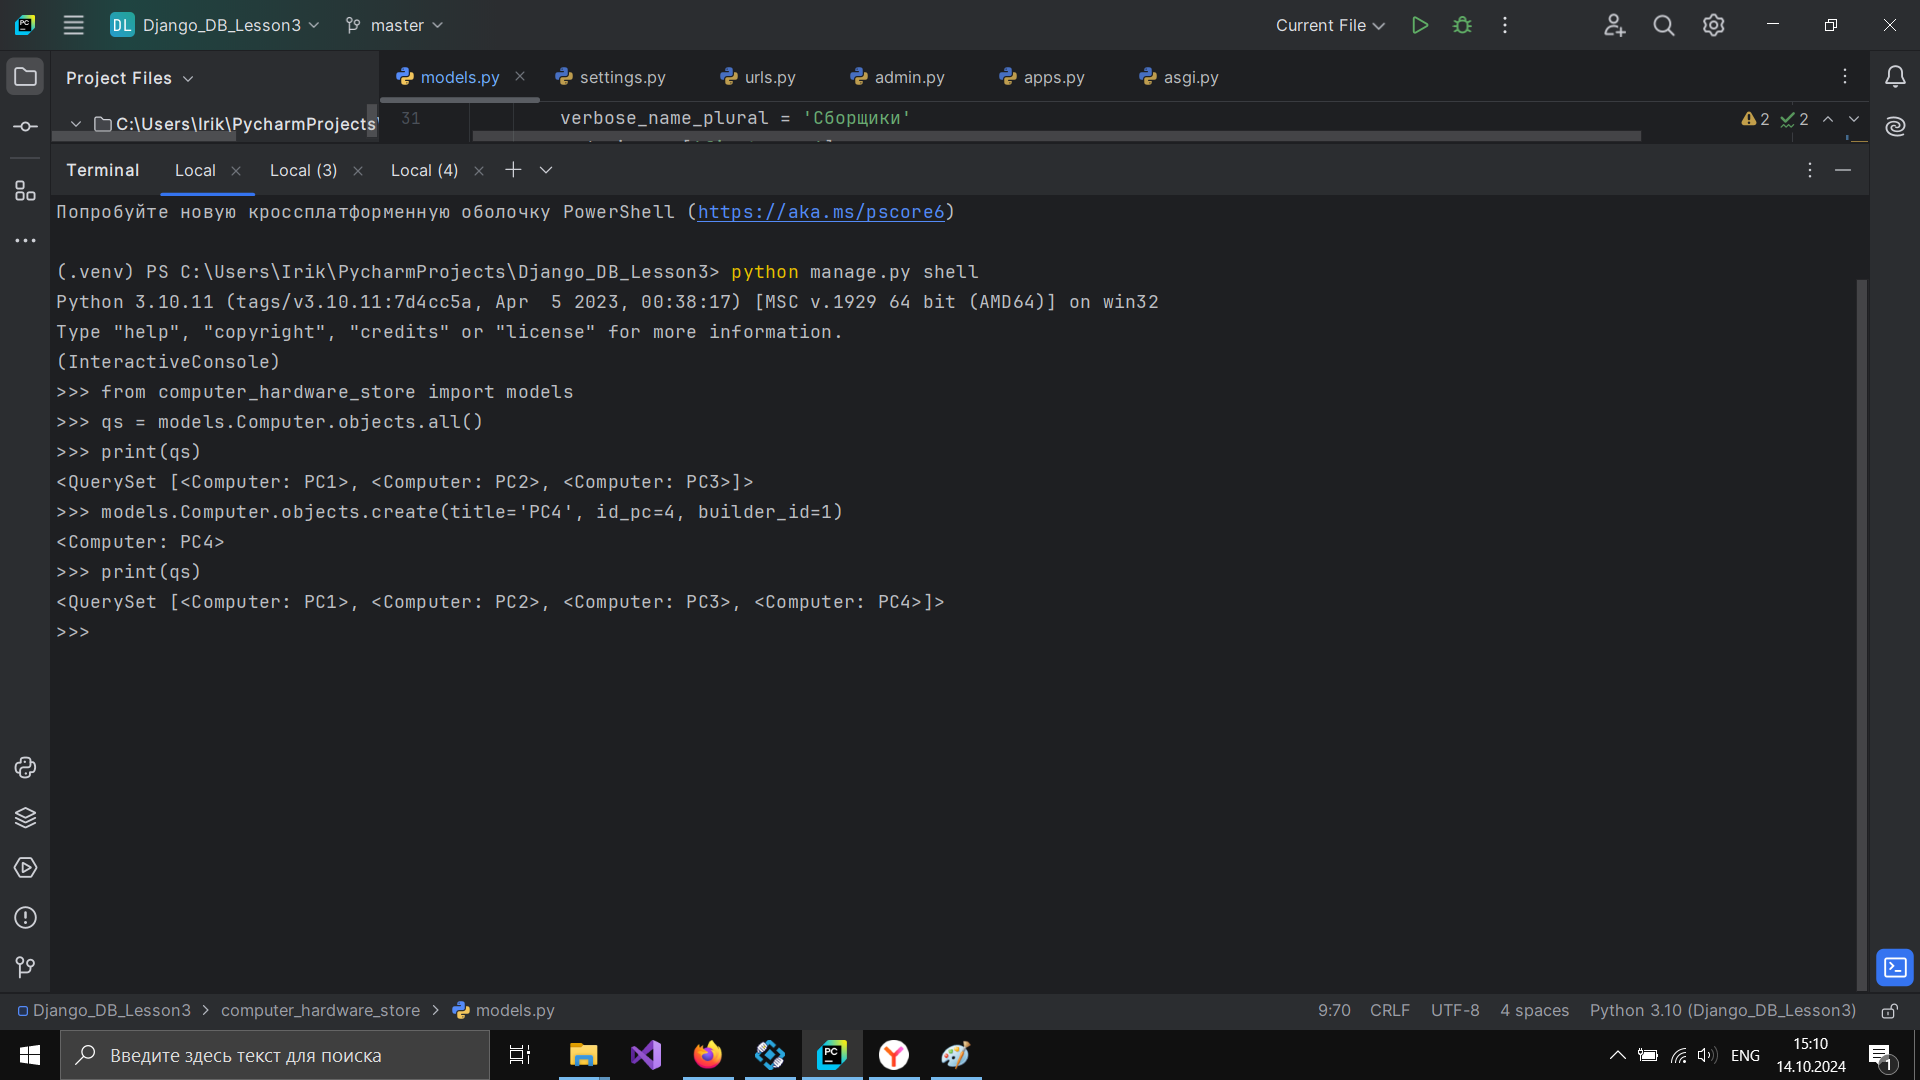 DL Django_DB_Lesson3 master Current File
Project Files models.py settings.py urls.py admin.py apps.py asgi.py
C:\Users\Irik\PycharmProjects\ 31 verbose_name_plural = 'Сборщики' 2 2
Terminal Local Local (3) Local (4)
Попробуйте новую кроссплатформенную оболочку PowerShell (https://aka.ms/pscore6)
(.venv) PS C:\Users\Irik\PycharmProjects\Django_DB_Lesson3> python manage.py shell
Python 3.10.11 (tags/v3.10.11:7d4cc5a, Apr  5 2023, 00:38:17) [MSC v.1929 64 bit (AMD64)] on win32
Type "help", "copyright", "credits" or "license" for more information.
(InteractiveConsole)
>>> from computer_hardware_store import models
>>> qs = models.Computer.objects.all()
>>> print(qs)
<QuerySet [<Computer: PC1>, <Computer: PC2>, <Computer: PC3>]>
>>> models.Computer.objects.create(title='PC4', id_pc=4, builder_id=1)
<Computer: PC4>
>>> print(qs)
<QuerySet [<Computer: PC1>, <Computer: PC2>, <Computer: PC3>, <Computer: PC4>]>
>>>
Django_DB_Lesson3 > computer_hardware_store > models.py 9:70 CRLF UTF-8 4 spaces Python 3.10 (Django_DB_Lesson3)
Введите здесь текст для поиска ENG 15:10
14.10.2024 1